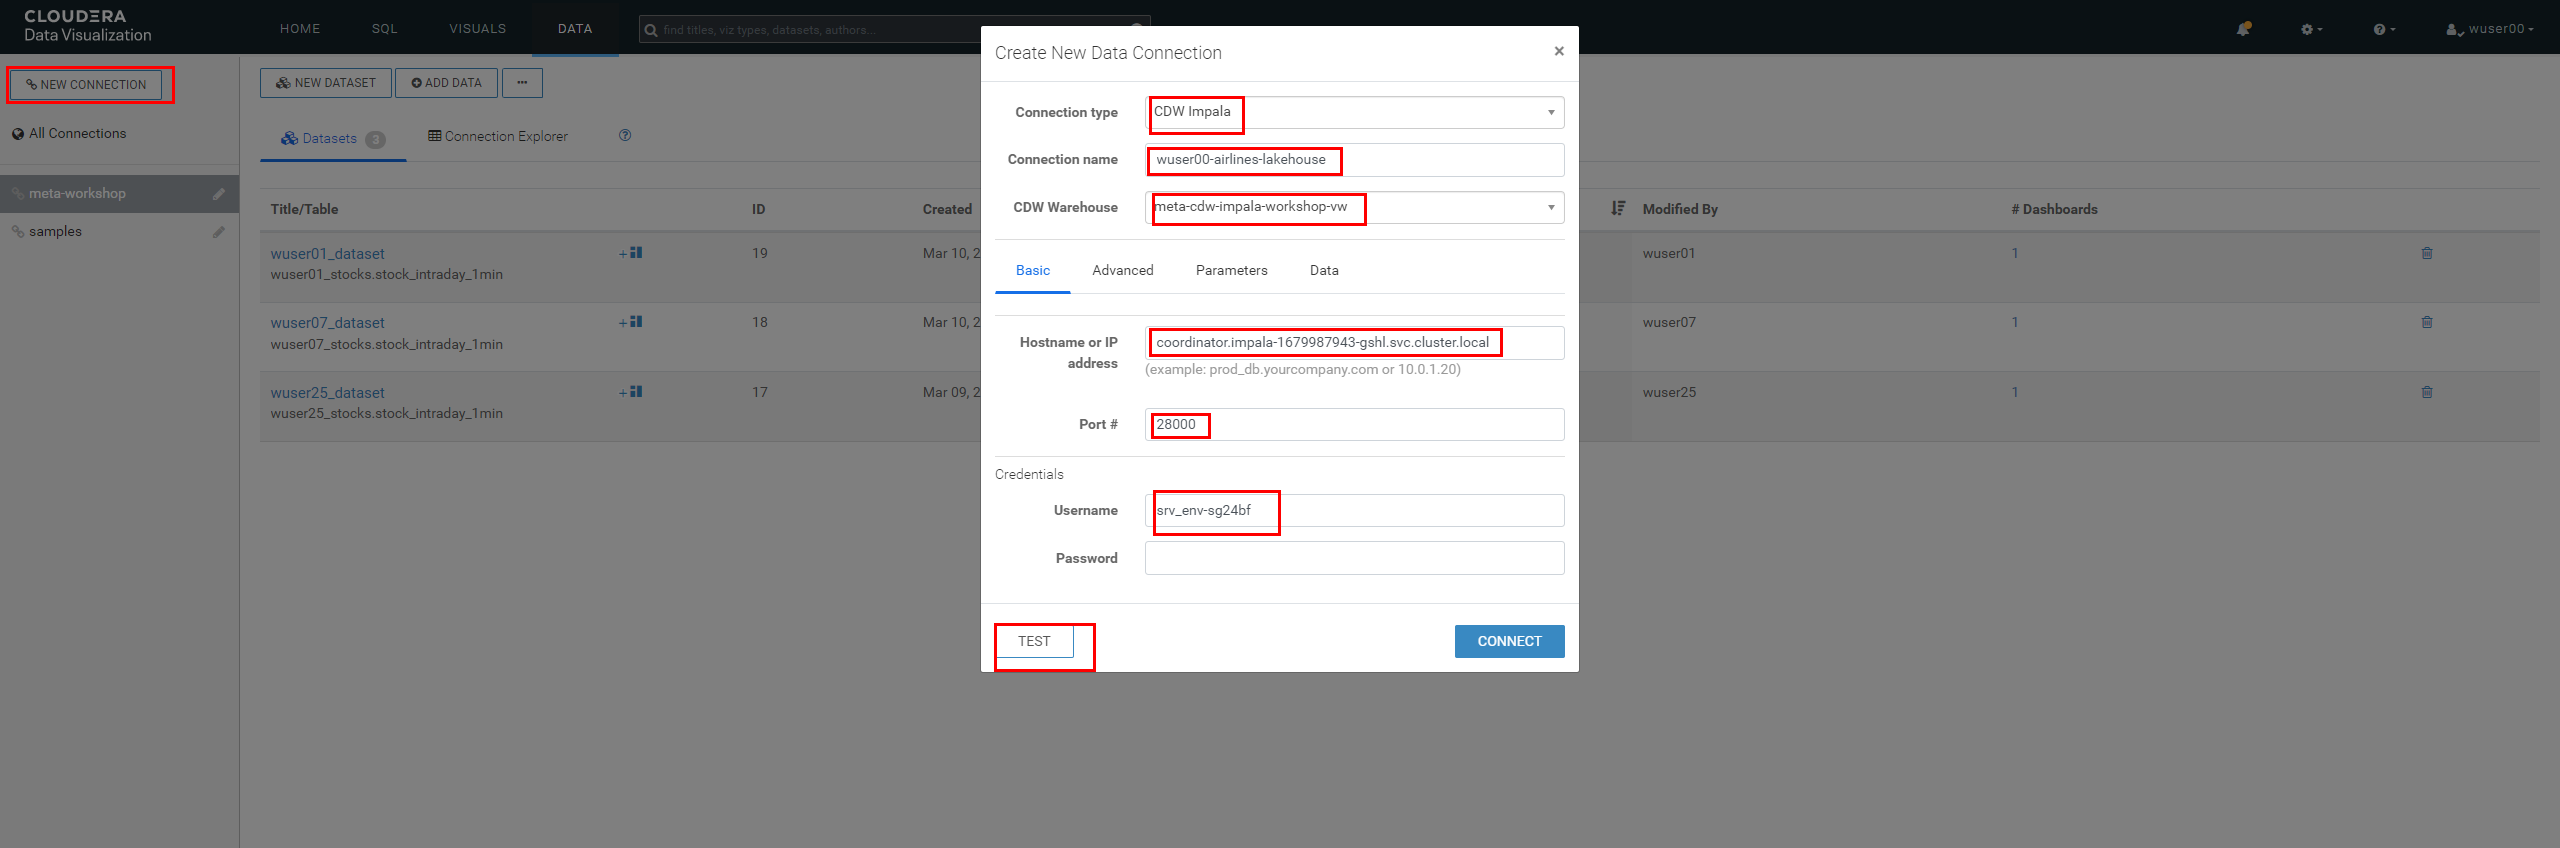 CLOUDERA
Data Visualization
HOME SQL VISUALS DATA
find titles, viz types, datasets, authors...
wuser00
NEW CONNECTION
All Connections
meta-workshop
samples
NEW DATASET ADD DATA ...
Datasets 3 Connection Explorer ?
Title/Table ID Created Modified By # Dashboards
wuser01_dataset + 19 Mar 10, 2 wuser01 1
wuser01_stocks.stock_intraday_1min
wuser07_dataset + 18 Mar 10, 2 wuser07 1
wuser07_stocks.stock_intraday_1min
wuser25_dataset + 17 Mar 09, 2 wuser25 1
wuser25_stocks.stock_intraday_1min
Create New Data Connection ×
Connection type CDW Impala
Connection name wuser00-airlines-lakehouse
CDW Warehouse meta-cdw-impala-workshop-vw
Basic Advanced Parameters Data
Hostname or IP address coordinator.impala-1679987943-gshl.svc.cluster.local
(example: prod_db.yourcompany.com or 10.0.1.20)
Port # 28000
Credentials
Username srv_env-sg24bf
Password
TEST CONNECT